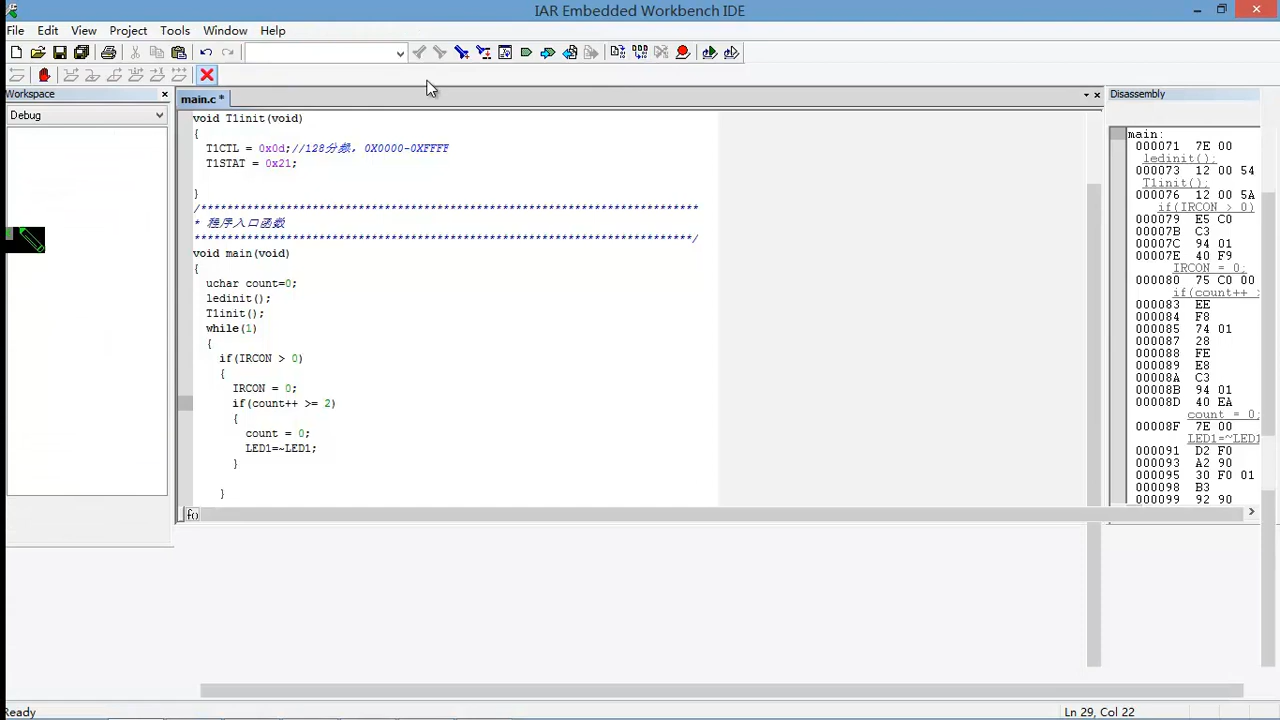 IAR Embedded Workbench IDE
File Edit View Project Tools Window Help
Workspace
Debug
main.c *
void T1init(void)
{
T1CTL = 0x0d;//128分频, 0X0000-0XFFFF
T1STAT = 0x21;
}
/****************************************************************************
* 程序入口函数
****************************************************************************/
void main(void)
{
uchar count=0;
ledinit();
T1init();
while(1)
{
if(IRCON > 0)
{
IRCON = 0;
if(count++ >= 2)
{
count = 0;
LED1=~LED1;
}
}
f()
Disassembly
main:
000071 7E 00
ledinit();
000073 12 00 54
T1init();
000076 12 00 5A
if(IRCON > 0)
000079 E5 C0
00007B C3
00007C 94 01
00007E 40 F9
IRCON = 0;
000080 75 C0 00
if(count++ >
000083 EE
000084 F8
000085 74 01
000087 28
000088 FE
000089 E8
00008A C3
00008B 94 01
00008D 40 EA
count = 0;
00008F 7E 00
LED1=~LED1
000091 D2 F0
000093 A2 90
000095 30 F0 01
000098 B3
000099 92 90
Ready
Ln 29, Col 22